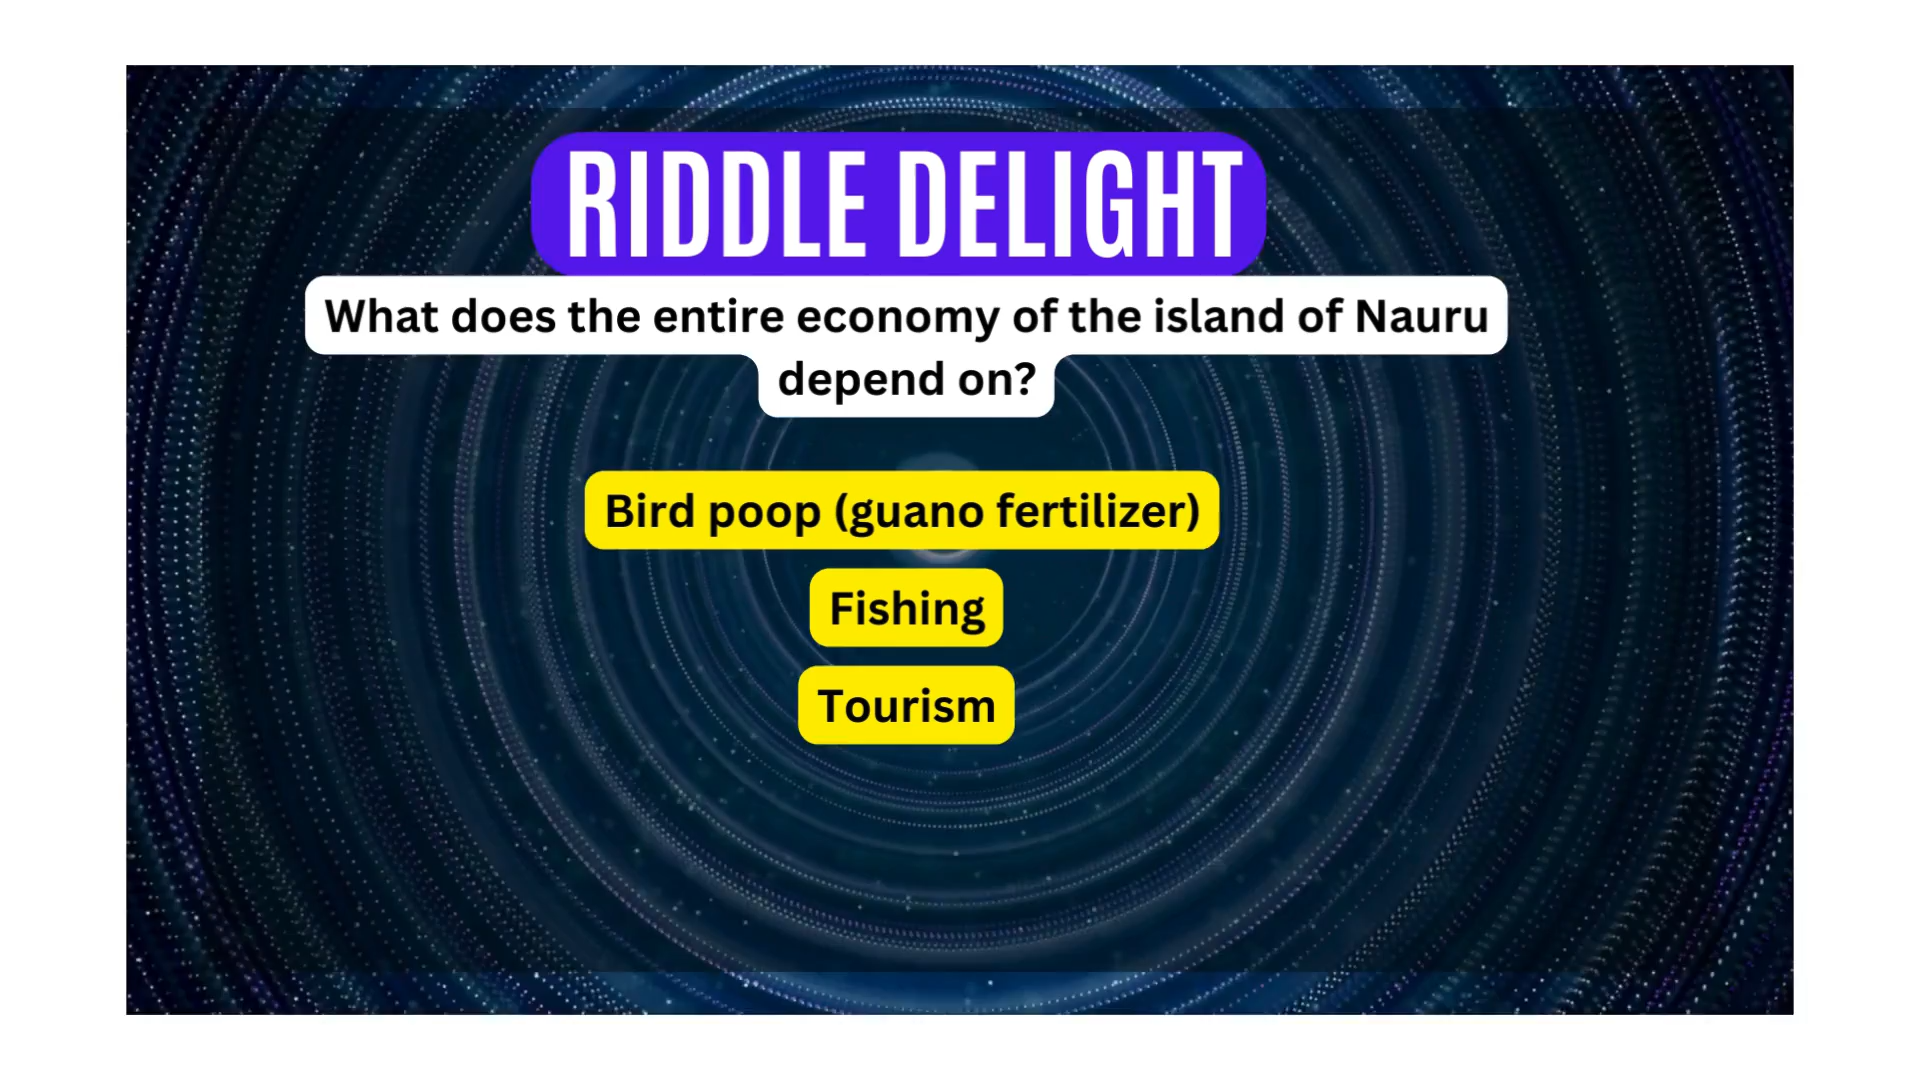 RIDDLE DELIGHT
What does the entire economy of the island of Nauru
depend on?
Bird poop (guano fertilizer)
Fishing
Tourism